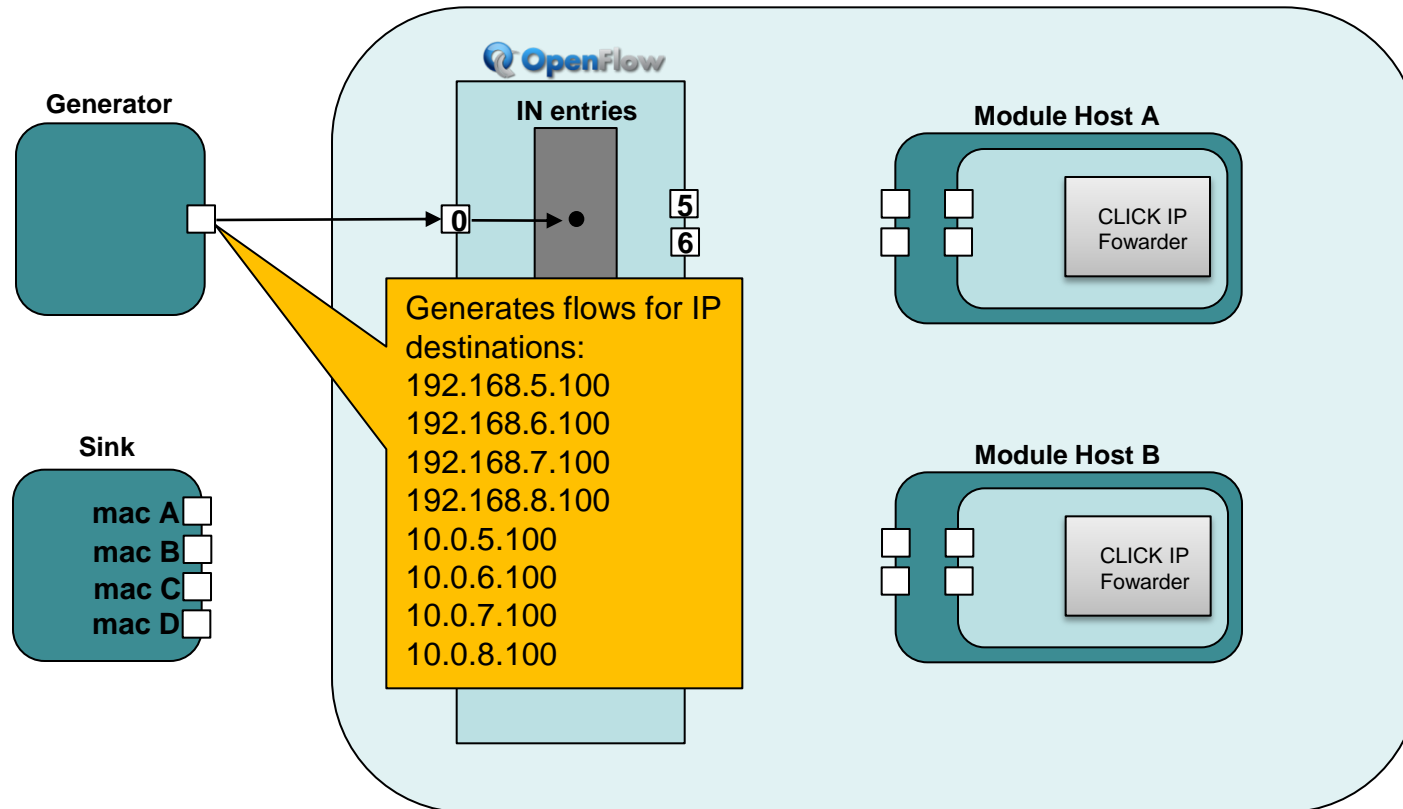 OpenFlow
Generator
IN entries
0
5
6
Generates flows for IP
destinations:
192.168.5.100
192.168.6.100
192.168.7.100
192.168.8.100
10.0.5.100
10.0.6.100
10.0.7.100
10.0.8.100
Sink
mac A
mac B
mac C
mac D
Module Host A
CLICK IP
Fowarder
Module Host B
CLICK IP
Fowarder